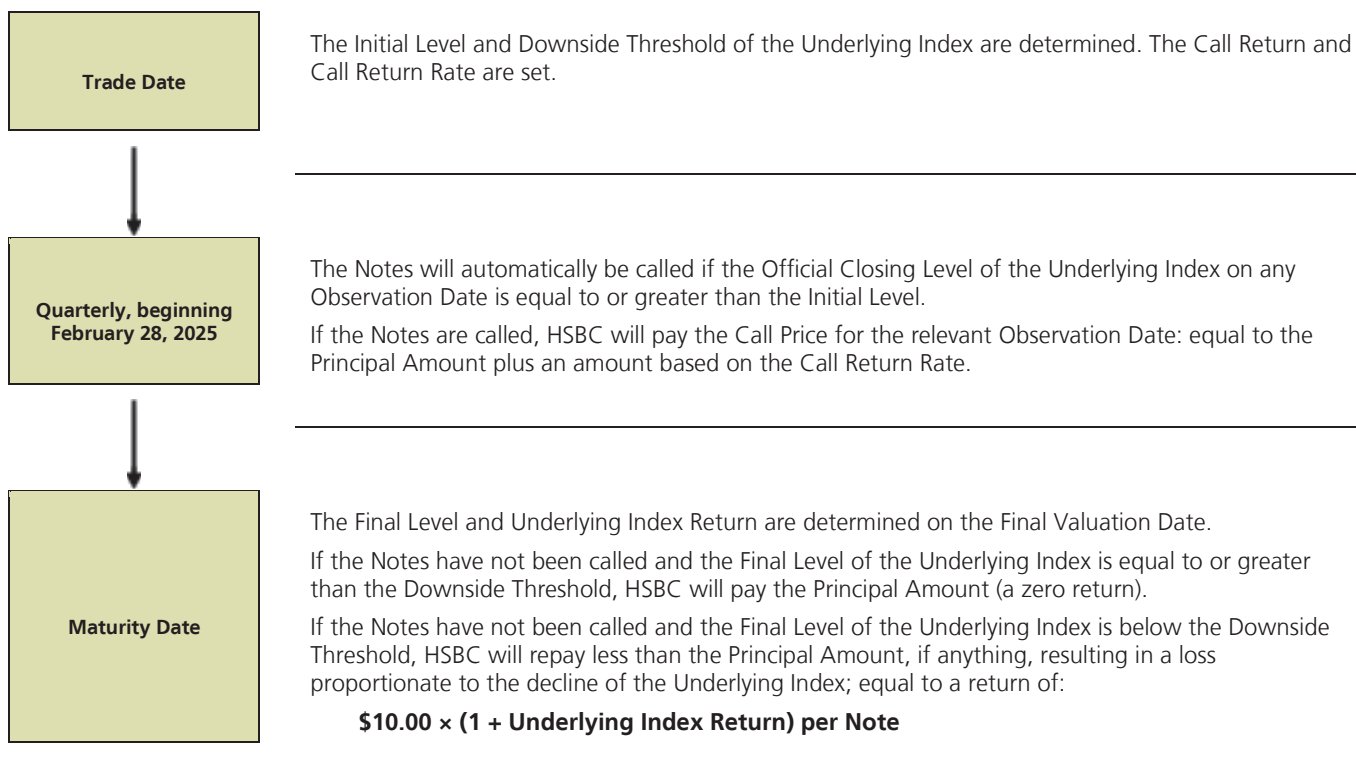 Trade Date
The Initial Level and Downside Threshold of the Underlying Index are determined. The Call Return and
Call Return Rate are set.
Quarterly, beginning
February 28, 2025
The Notes will automatically be called if the Official Closing Level of the Underlying Index on any
Observation Date is equal to or greater than the Initial Level.
If the Notes are called, HSBC will pay the Call Price for the relevant Observation Date: equal to the
Principal Amount plus an amount based on the Call Return Rate.
Maturity Date
The Final Level and Underlying Index Return are determined on the Final Valuation Date.
If the Notes have not been called and the Final Level of the Underlying Index is equal to or greater
than the Downside Threshold, HSBC will pay the Principal Amount (a zero return).
If the Notes have not been called and the Final Level of the Underlying Index is below the Downside
Threshold, HSBC will repay less than the Principal Amount, if anything, resulting in a loss
proportionate to the decline of the Underlying Index; equal to a return of:
$10.00 × (1 + Underlying Index Return) per Note